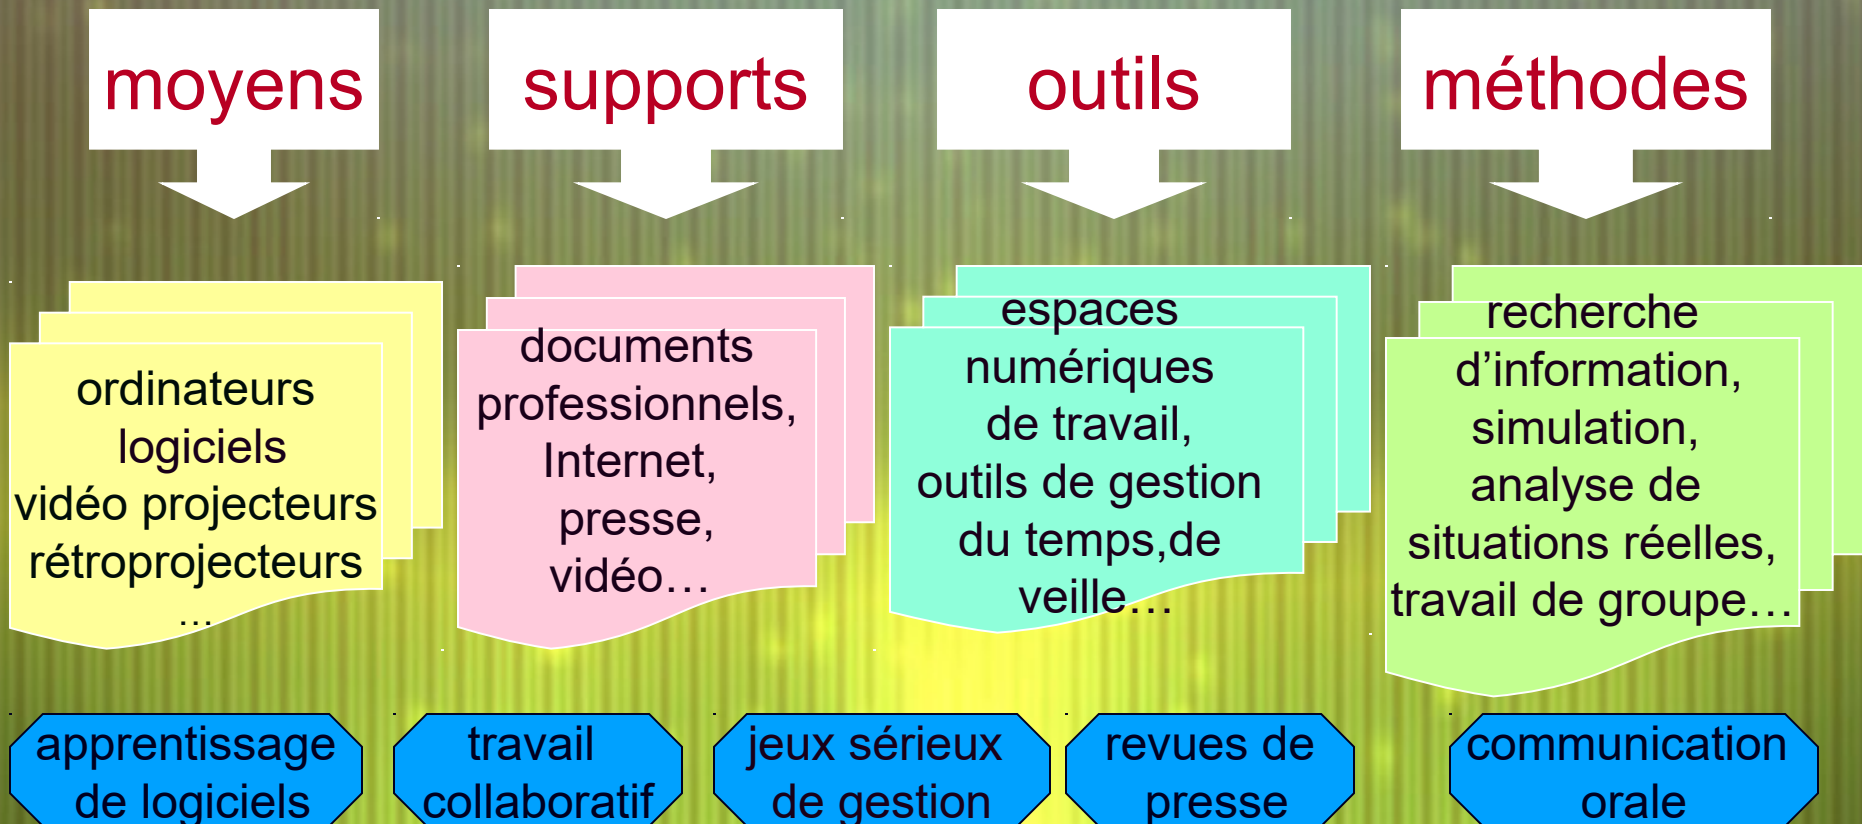 moyens
supports
outils
méthodes
ordinateurs
logiciels
vidéo projecteurs
rétroprojecteurs
…
documents
professionnels,
Internet,
presse,
vidéo…
espaces
numériques
de travail,
outils de gestion
du temps,de
veille…
recherche
d’information,
simulation,
analyse de
situations réelles,
travail de groupe…
apprentissage
de logiciels
travail
collaboratif
jeux sérieux
de gestion
revues de
presse
communication
orale